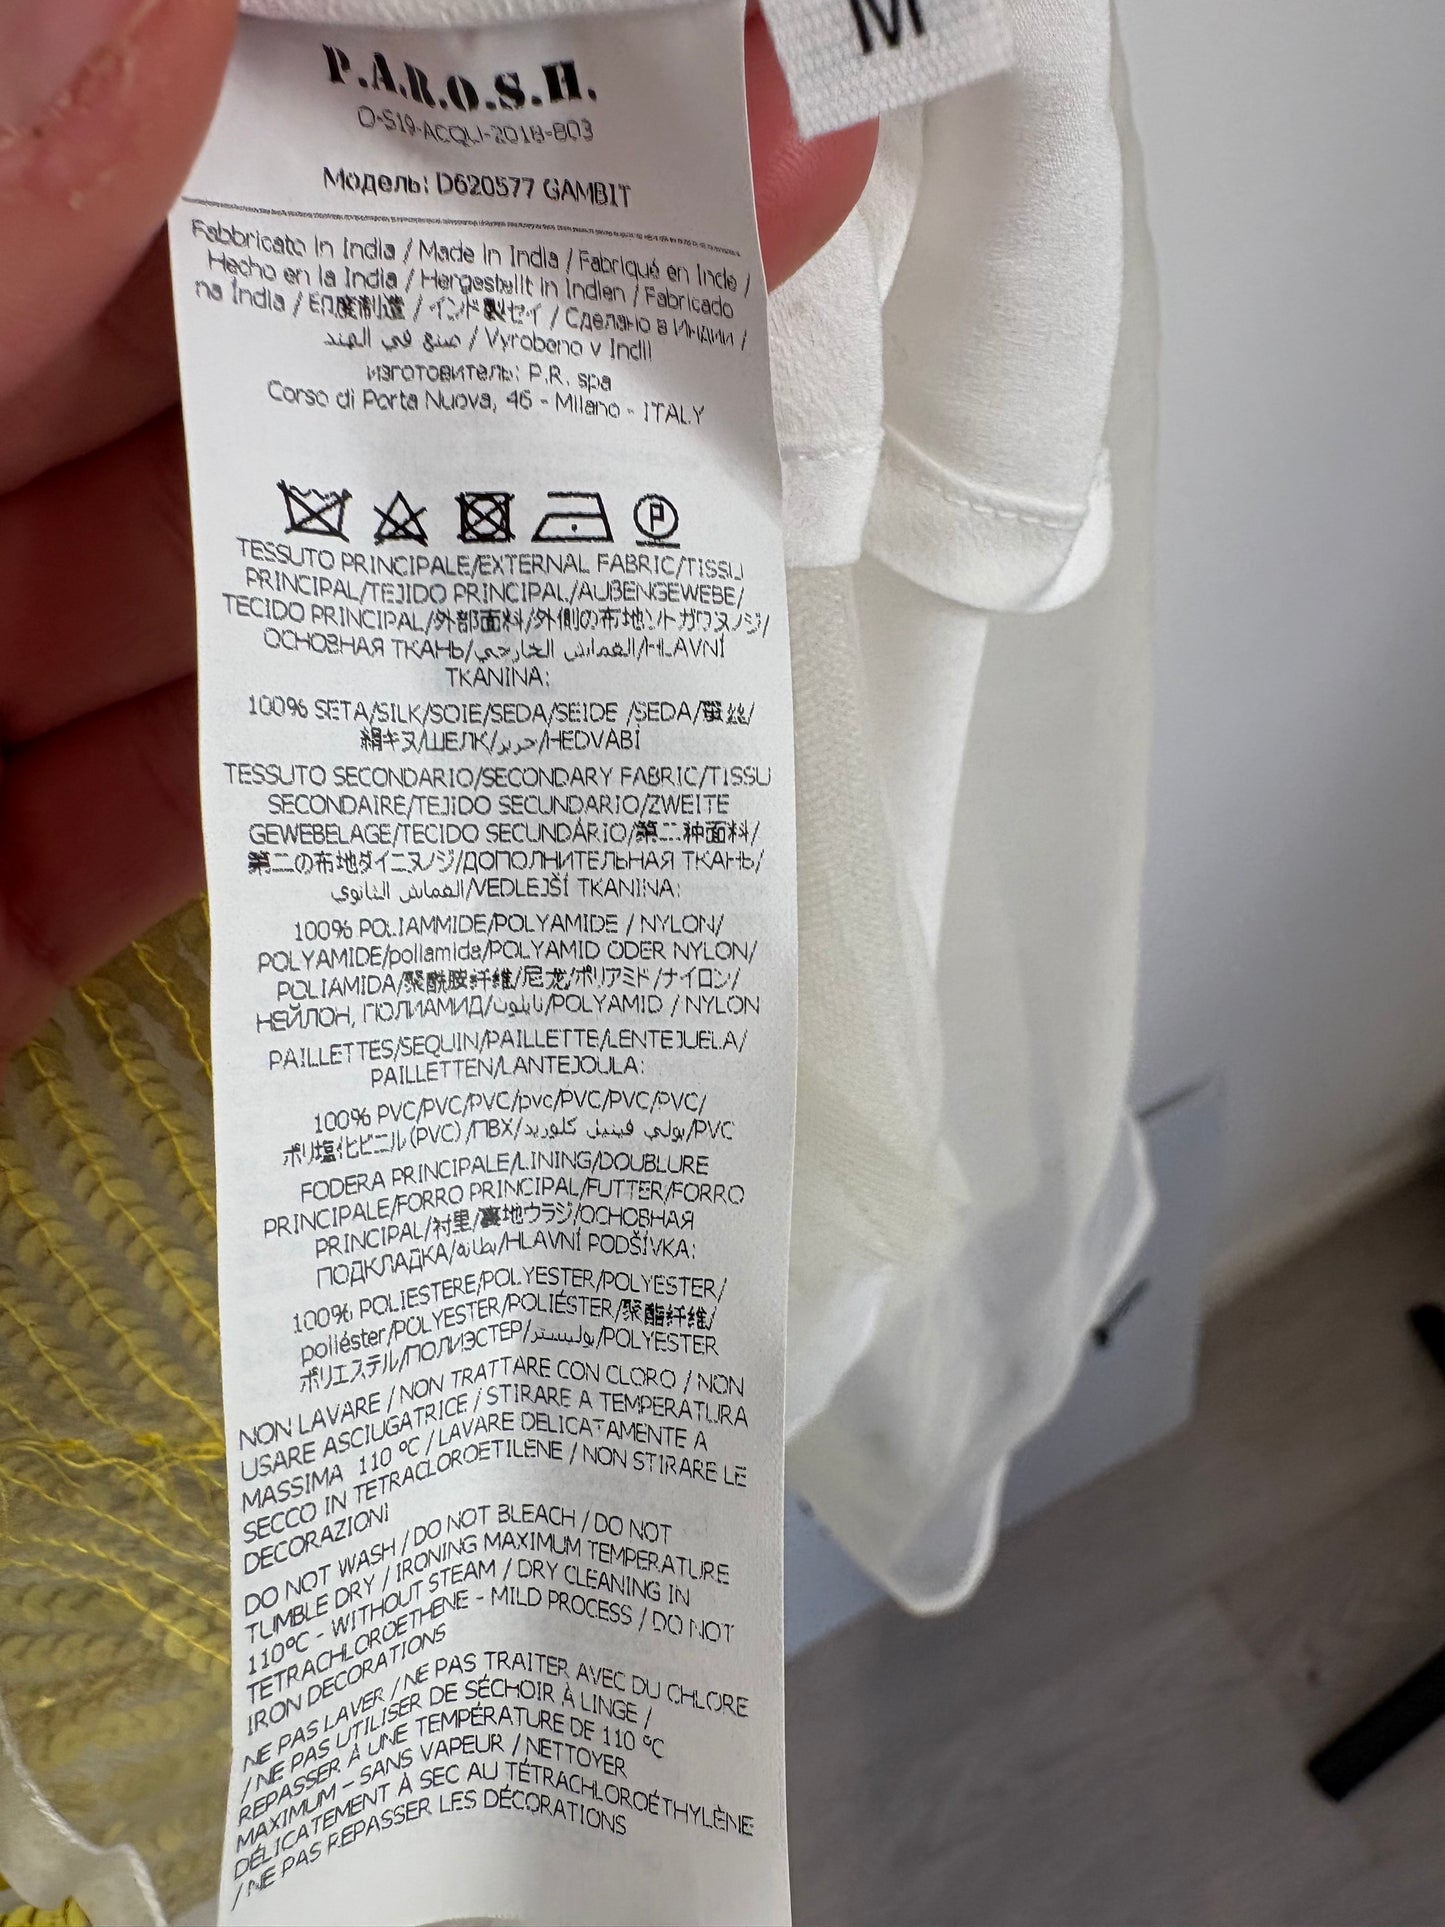 M
P.A.R.O.S.H.
O-S19-ACQU-2018-803
Модель: D620577 GAMBIT
Fabbricato in India / Made in India / Fabriqué en Inde /
Hecho en la India / Hergestellt in Indien / Fabricado
na Índia / 印度制造 / インド製セイ / Сделано в Индии /
صنع في الهند / Vyrobeno v Indii
изготовитель: P.R. spa
Corso di Porta Nuova, 46 - Milano - ITALY
P
TESSUTO PRINCIPALE/EXTERNAL FABRIC/TISSU
PRINCIPAL/TEJIDO PRINCIPAL/AUßENGEWEBE/
TECIDO PRINCIPAL/外部面料/外側の布地ソトガワヌノジ/
ОСНОВНАЯ ТКАНЬ/القماش الخارجي/HLAVNÍ
TKANINA:
100% SETA/SILK/SOIE/SEDA/SEIDE /SEDA/蚕丝/
絹キヌ/ШЕЛК/حرير/HEDVÁBÍ
TESSUTO SECONDARIO/SECONDARY FABRIC/TISSU
SECONDAIRE/TEJIDO SECUNDARIO/ZWEITE
GEWEBELAGE/TECIDO SECUNDÁRIO/第二种面料/
第二の布地ダイニヌノジ/ДОПОЛНИТЕЛЬНАЯ ТКАНЬ/
القماش الثانوي/VEDLEJŠÍ TKANINA:
100% POLIAMMIDE/POLYAMIDE / NYLON/
POLYAMIDE/poliamida/POLYAMID ODER NYLON/
POLIAMIDA/聚酰胺纤维/尼龙/ポリアミド/ナイロン/
НЕЙЛОН, ПОЛИАМИД/نايلون/POLYAMID / NYLON
PAILLETTES/SEQUIN/PAILLETTE/LENTEJUELA/
PAILLETTEN/LANTEJOULA:
100% PVC/PVC/PVC/pvc/PVC/PVC/PVC/
ポリ塩化ビニル(PVC)/ПВХ/بولي فينيل كلوريد/PVC
FODERA PRINCIPALE/LINING/DOUBLURE
PRINCIPALE/FORRO PRINCIPAL/FUTTER/FORRO
PRINCIPAL/衬里/裏地ウラジ/ОСНОВНАЯ
ПОДКЛАДКА/بطانة/HLAVNÍ PODŠÍVKA:
100% POLIESTERE/POLYESTER/POLYESTER/
poliéster/POLYESTER/POLIÉSTER/聚酯纤维/
ポリエステル/ПОЛИЭСТЕР/بوليستر/POLYESTER
NON LAVARE / NON TRATTARE CON CLORO / NON
USARE ASCIUGATRICE / STIRARE A TEMPERATURA
MASSIMA 110 °C / LAVARE DELICATAMENTE A
SECCO IN TETRACLOROETILENE / NON STIRARE LE
DECORAZIONI
DO NOT WASH / DO NOT BLEACH / DO NOT
TUMBLE DRY / IRONING MAXIMUM TEMPERATURE
110°C - WITHOUT STEAM / DRY CLEANING IN
TETRACHLOROETHENE - MILD PROCESS / DO NOT
IRON DECORATIONS
NE PAS LAVER / NE PAS TRAITER AVEC DU CHLORE
/ NE PAS UTILISER DE SÉCHOIR À LINGE /
REPASSER À UNE TEMPÉRATURE DE 110 °C
MAXIMUM - SANS VAPEUR / NETTOYER
DÉLICATEMENT À SEC AU TÉTRACHLOROÉTHYLÈNE
/ NE PAS REPASSER LES DÉCORATIONS